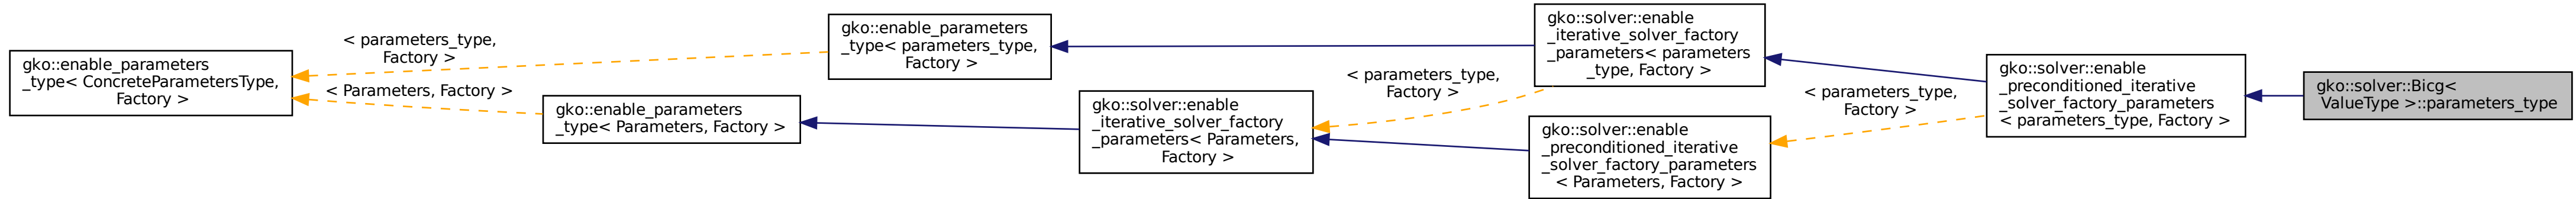 gko::enable_parameters
_type< ConcreteParametersType,
Factory >
< parameters_type,
Factory >
< Parameters, Factory >
gko::enable_parameters
_type< parameters_type,
Factory >
gko::enable_parameters
_type< Parameters, Factory >
gko::solver::enable
_iterative_solver_factory
_parameters< Parameters,
Factory >
< parameters_type,
Factory >
gko::solver::enable
_iterative_solver_factory
_parameters< parameters
_type, Factory >
gko::solver::enable
_preconditioned_iterative
_solver_factory_parameters
< Parameters, Factory >
< parameters_type,
Factory >
gko::solver::enable
_preconditioned_iterative
_solver_factory_parameters
< parameters_type, Factory >
gko::solver::Bicg<
ValueType >::parameters_type